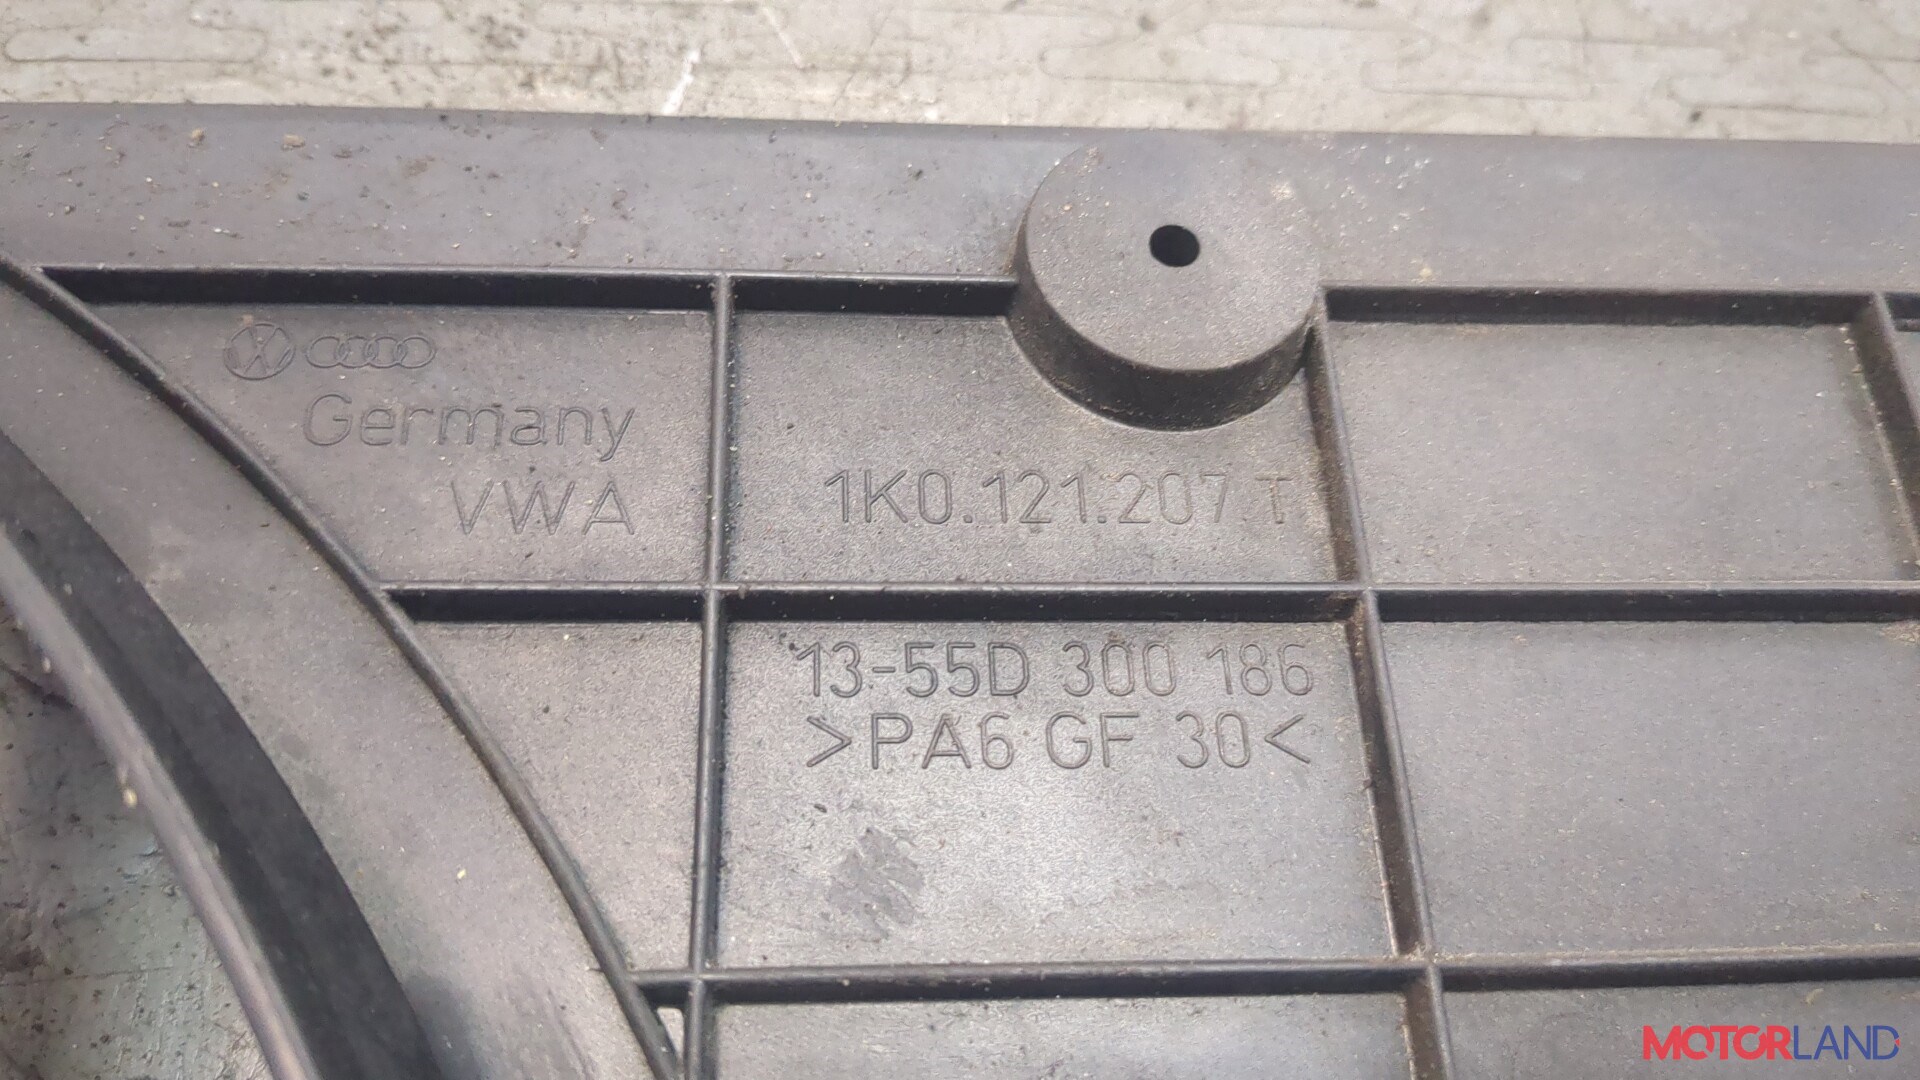 Germany
VWA
1K0.121.207 T
13-55D 300 186
>PA6 GF 30<
MOTORLAND